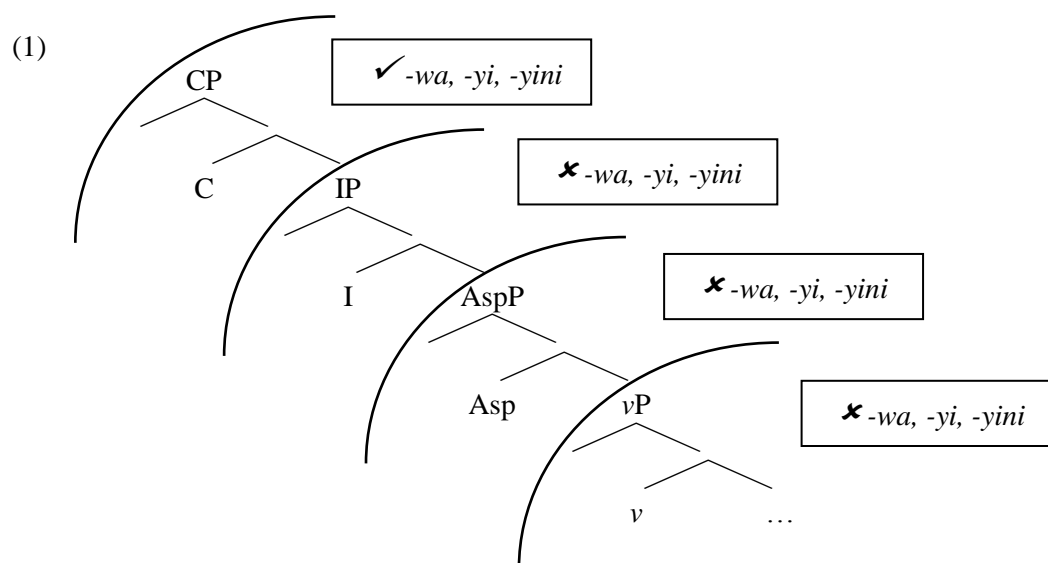 (1)
✓ -wa, -yi, -yini
CP
C
✘ -wa, -yi, -yini
IP
I
✘ -wa, -yi, -yini
AspP
Asp
✘ -wa, -yi, -yini
vP
v
…